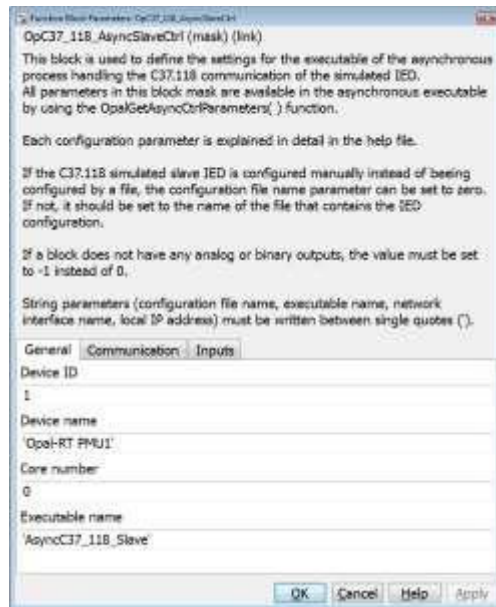 Function Block Parameters: OpC37_118_AsyncSlaveCtrl
OpC37_118_AsyncSlaveCtrl (mask) (link)
This block is used to define the settings for the executable of the asynchronous
process handling the C37.118 communication of the simulated IED.
All parameters in this block mask are available in the asynchronous executable
by using the OpalGetAsyncCtrlParameters( ) function.
Each configuration parameter is explained in detail in the help file.
If the C37.118 simulated slave IED is configured manually instead of beeing
configured by a file, the configuration file name parameter can be set to zero.
If not, it should be set to the name of the file that contains the IED
configuration.
If a block does not have any analog or binary outputs, the value must be set
to -1 instead of 0.
String parameters (configuration file name, executable name, network
interface name, local IP address) must be written between single quotes (').
General Communication Inputs
Device ID
1
Device name
'Opal-RT PMU1'
Core number
0
Executable name
'AsyncC37_118_Slave'
OK Cancel Help Apply